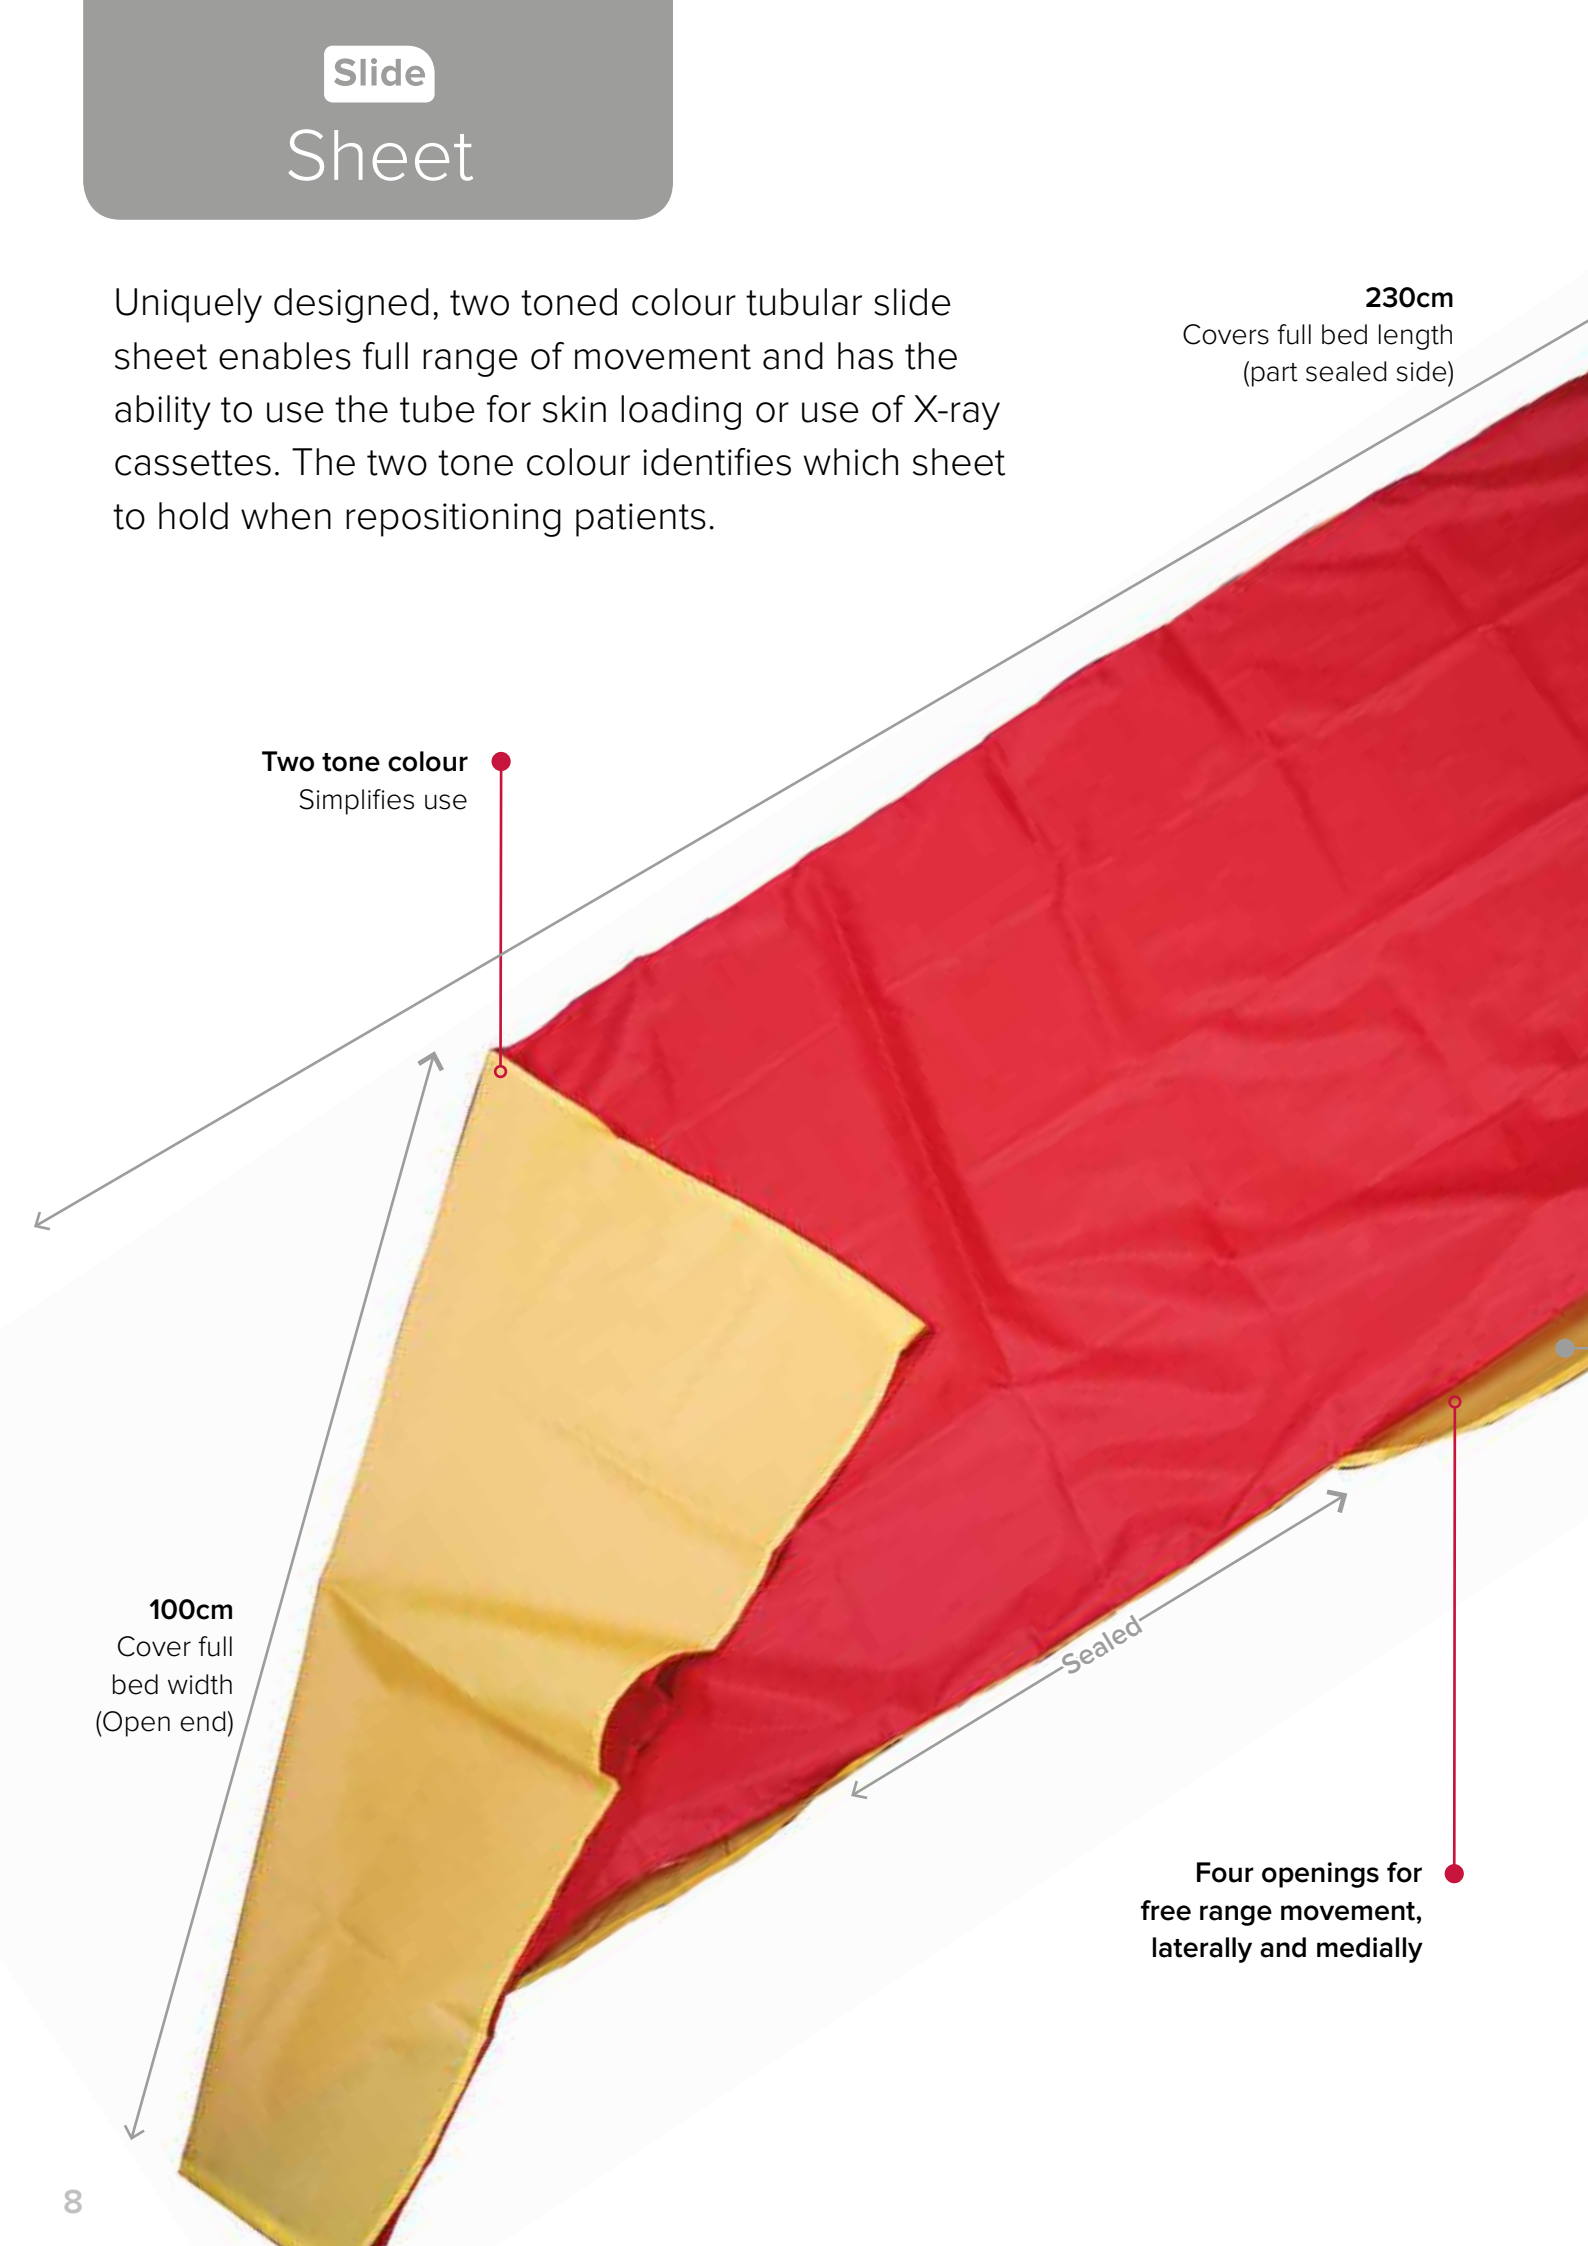 Slide
Sheet
Uniquely designed, two toned colour tubular slide
sheet enables full range of movement and has the
ability to use the tube for skin loading or use of X-ray
cassettes. The two tone colour identifies which sheet
to hold when repositioning patients.
230cm
Covers full bed length
(part sealed side)
Two tone colour
Simplifies use
100cm
Cover full
bed width
(Open end)
Sealed
Four openings for
free range movement,
laterally and medially
8